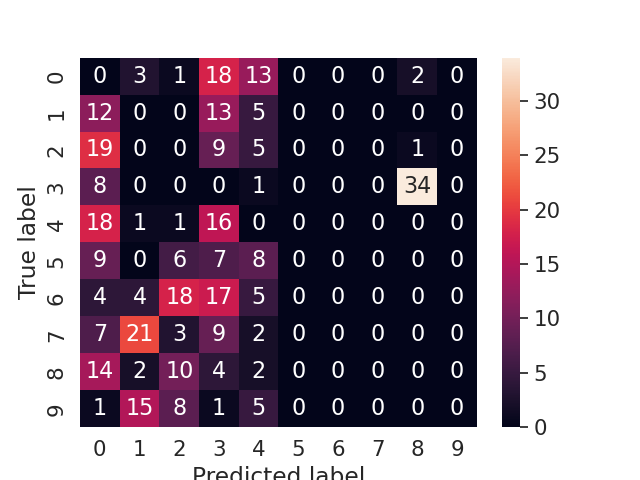 0 0 3 1 18 13 0 0 0 2 0
1 12 0 0 13 5 0 0 0 0 0
2 19 0 0 9 5 0 0 0 1 0
3 8 0 0 0 1 0 0 0 34 0
4 18 1 1 16 0 0 0 0 0 0
5 9 0 6 7 8 0 0 0 0 0
6 4 4 18 17 5 0 0 0 0 0
7 7 21 3 9 2 0 0 0 0 0
8 14 2 10 4 2 0 0 0 0 0
9 1 15 8 1 5 0 0 0 0 0
0 1 2 3 4 5 6 7 8 9
True label
Predicted label
30
25
20
15
10
5
0